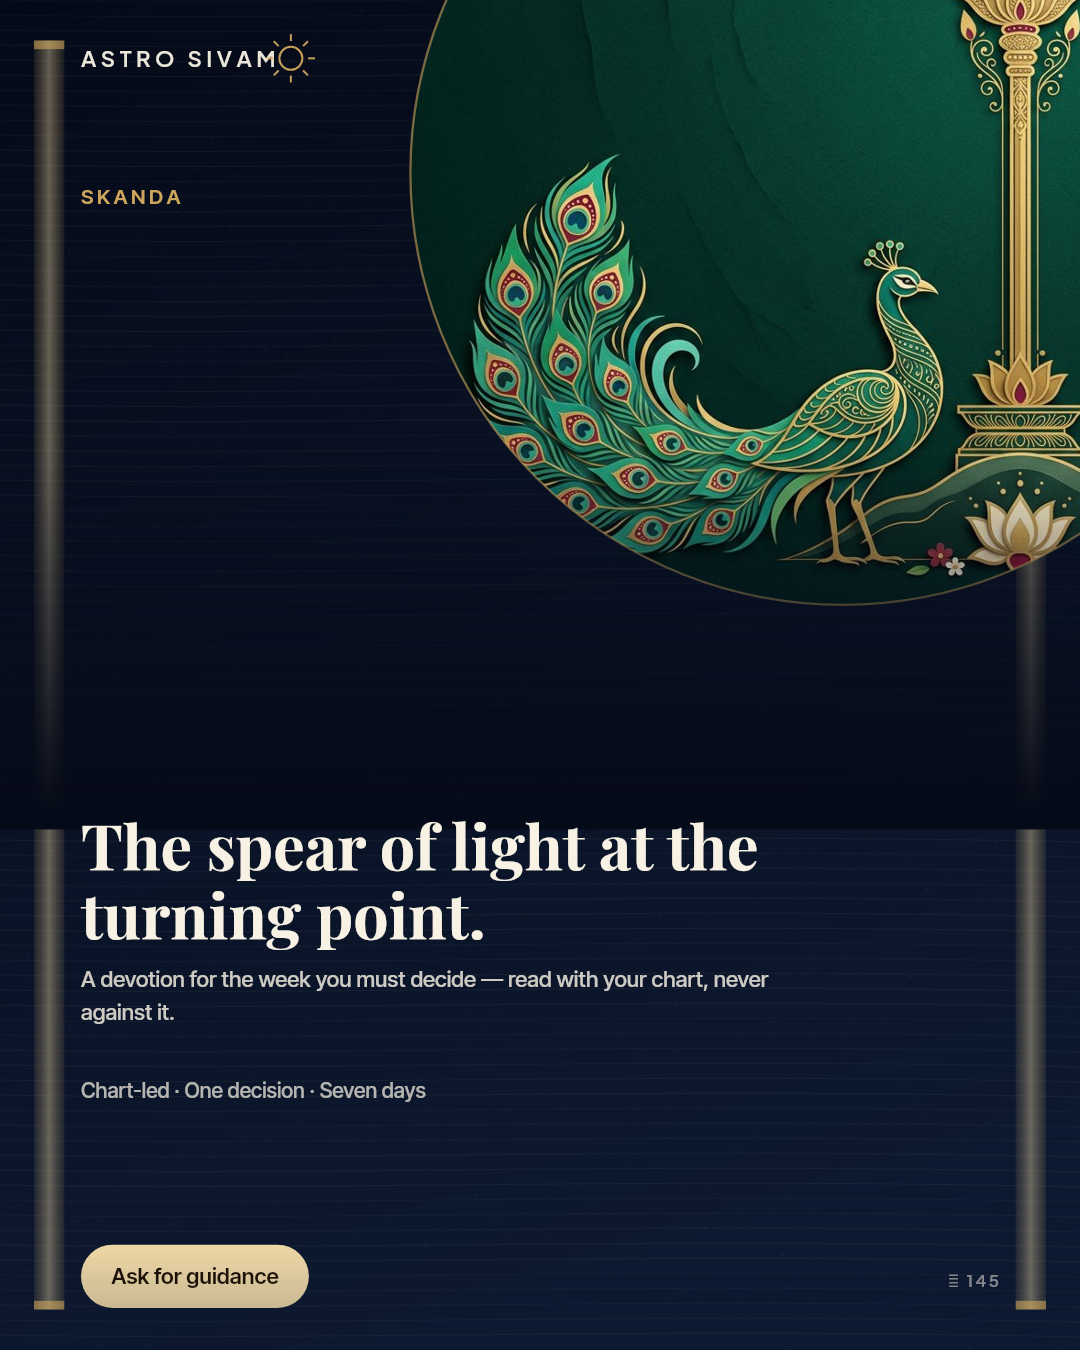 ASTRO SIVAM
SKANDA
The spear of light at the
turning point.
A devotion for the week you must decide — read with your chart, never
against it.
Chart-led · One decision · Seven days
Ask for guidance
145